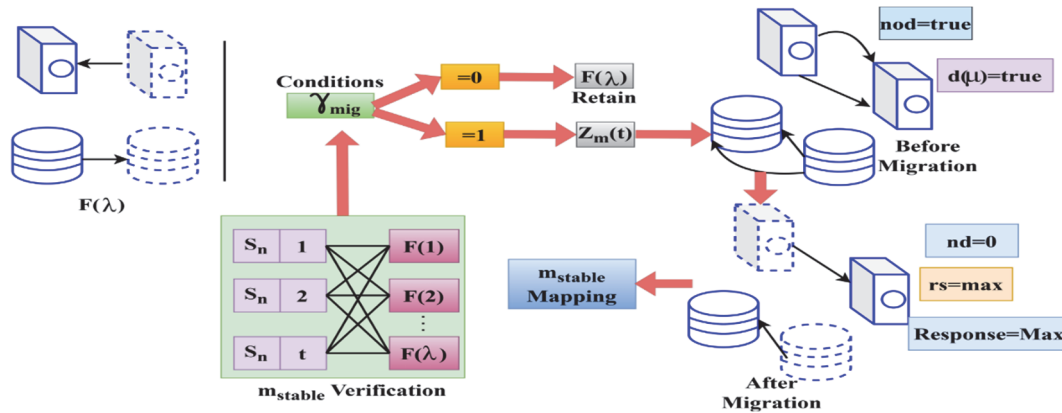 F(λ)
Conditions
γmig
=0
F(λ)
Retain
=1
Zm(t)
nod=true
d(μ)=true
Before
Migration
Sn 1
Sn 2
Sn t
F(1)
F(2)
⋮
F(λ)
mstable Verification
mstable
Mapping
nd=0
rs=max
Response=Max
After
Migration